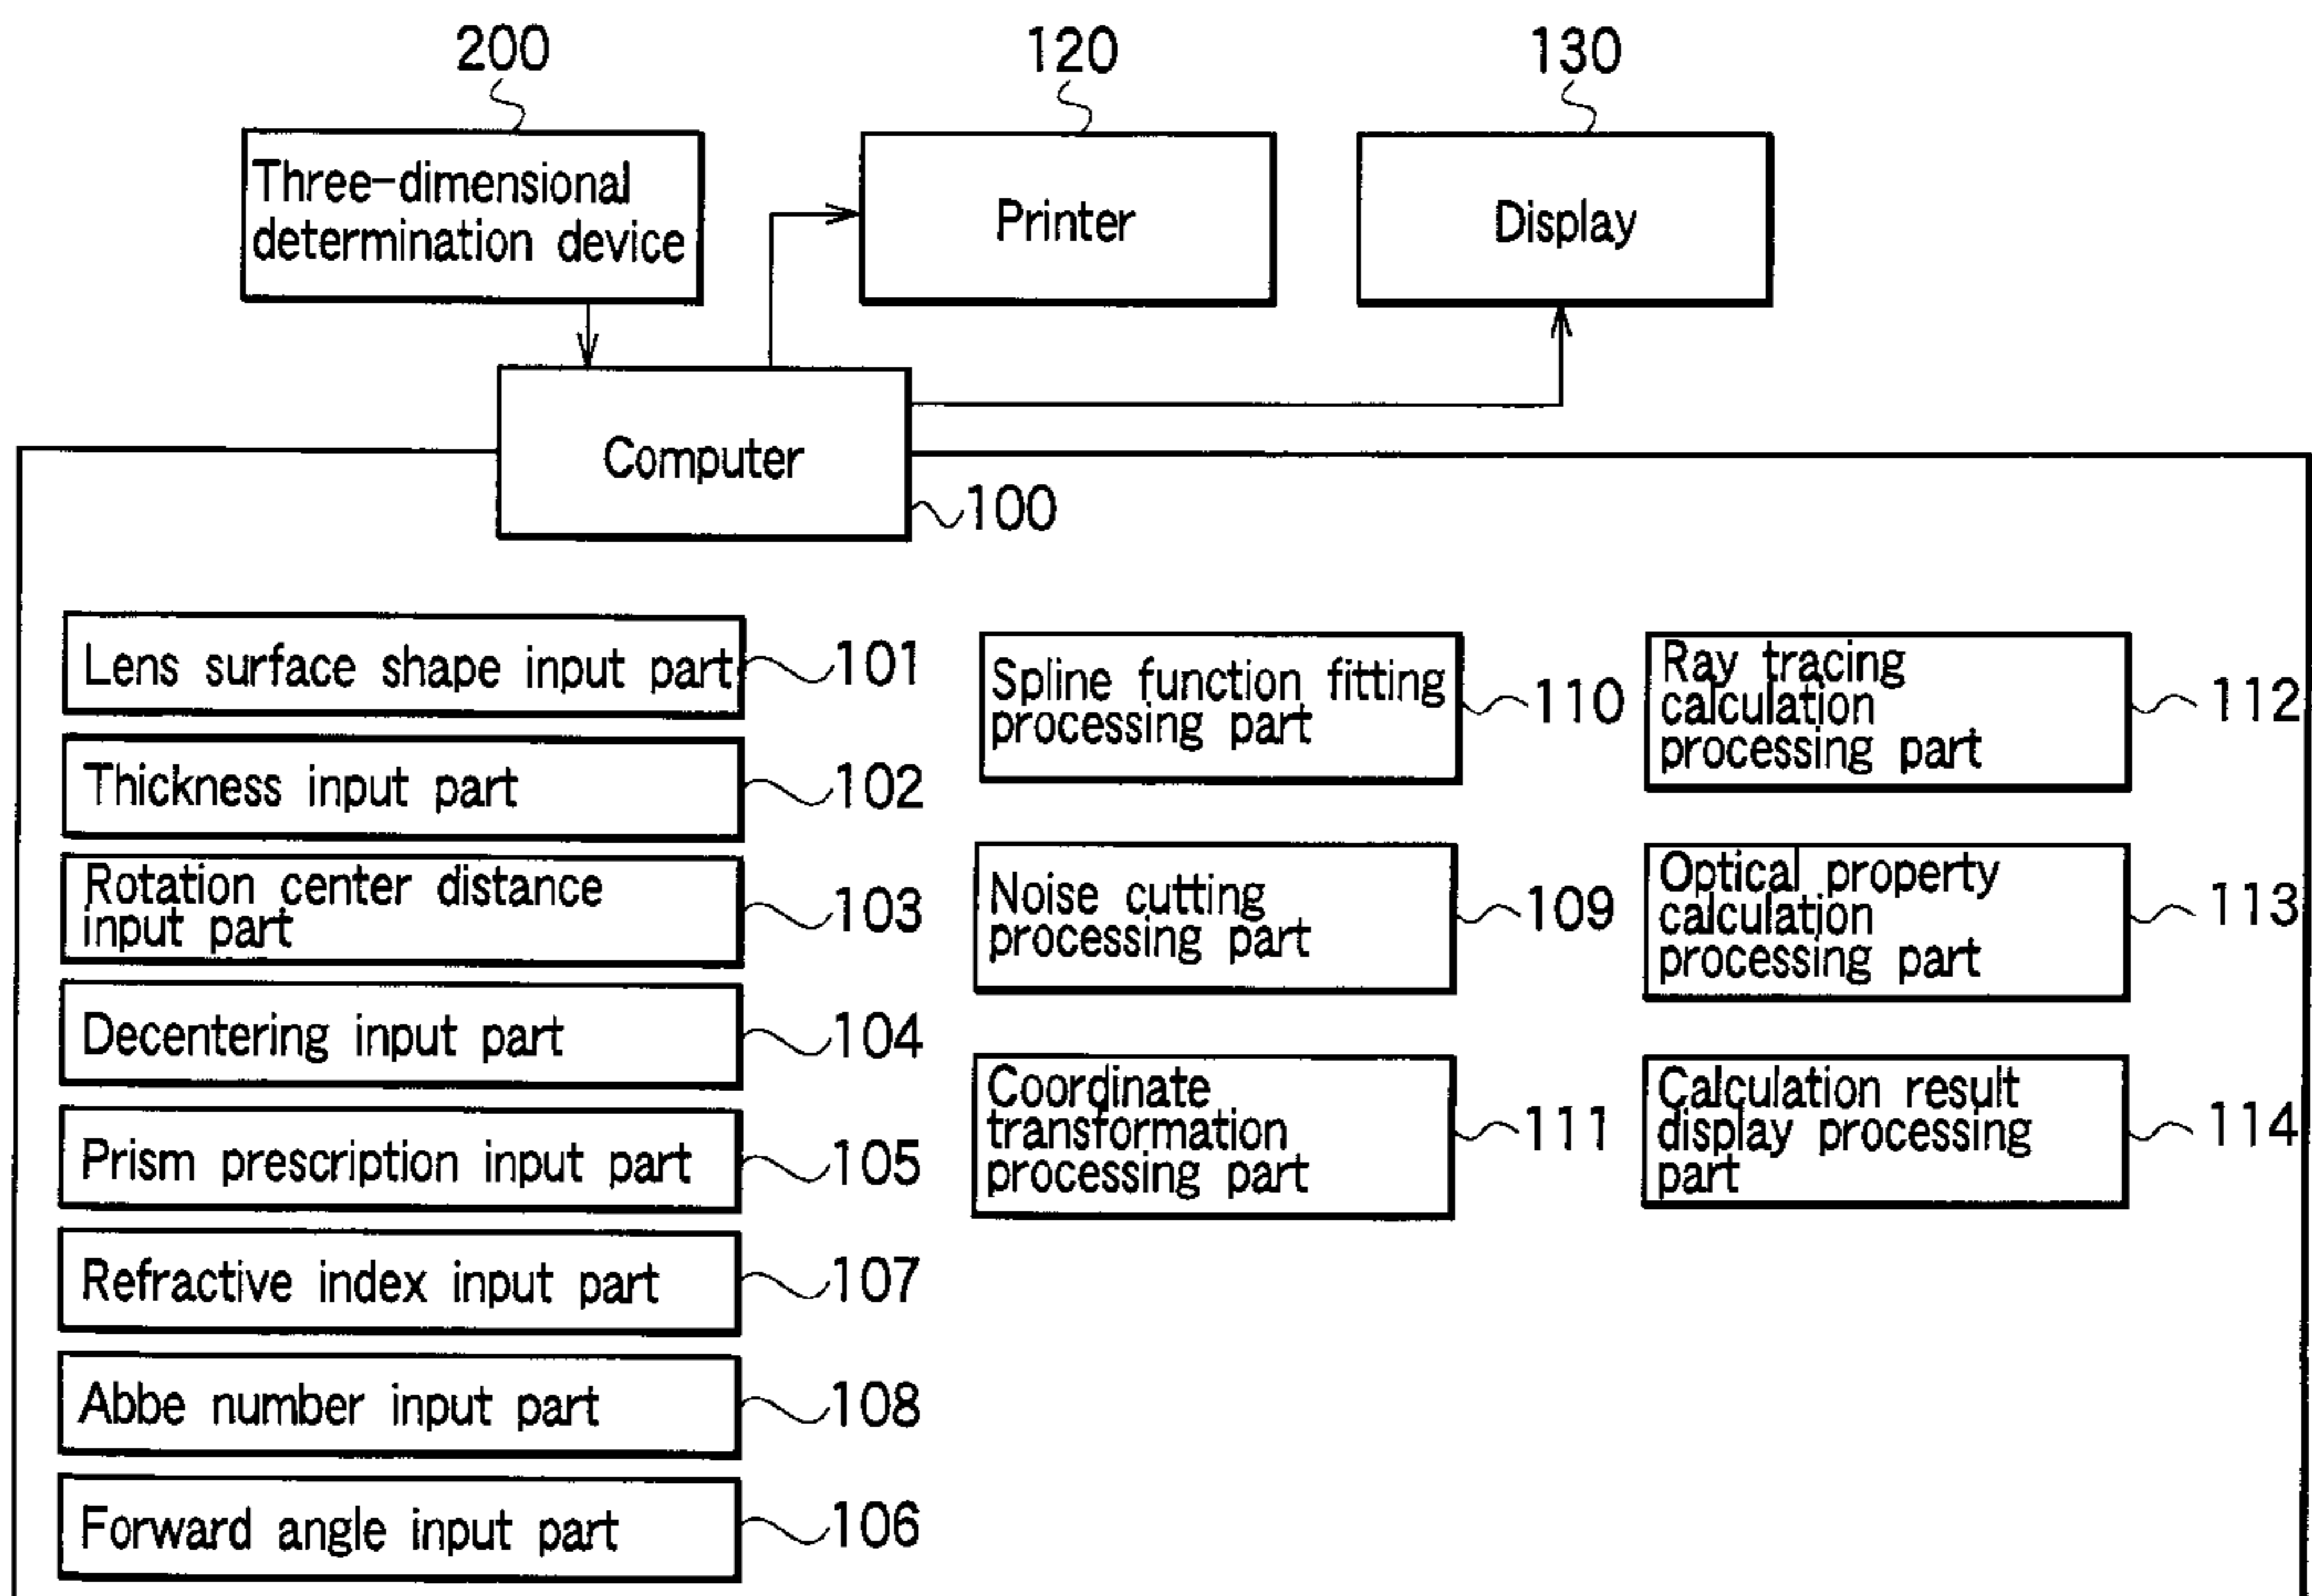 200
120
130
Three-dimensional
determination device
Printer
Display
Computer
100
Lens surface shape input part
101
Thickness input part
102
Rotation center distance
input part
103
Decentering input part
104
Prism prescription input part
105
Refractive index input part
107
Abbe number input part
108
Forward angle input part
106
Spline function fitting
processing part
110
Noise cutting
processing part
109
Coordinate
transformation
processing part
111
Ray tracing
calculation
processing part
112
Optical property
calculation
processing part
113
Calculation result
display processing
part
114